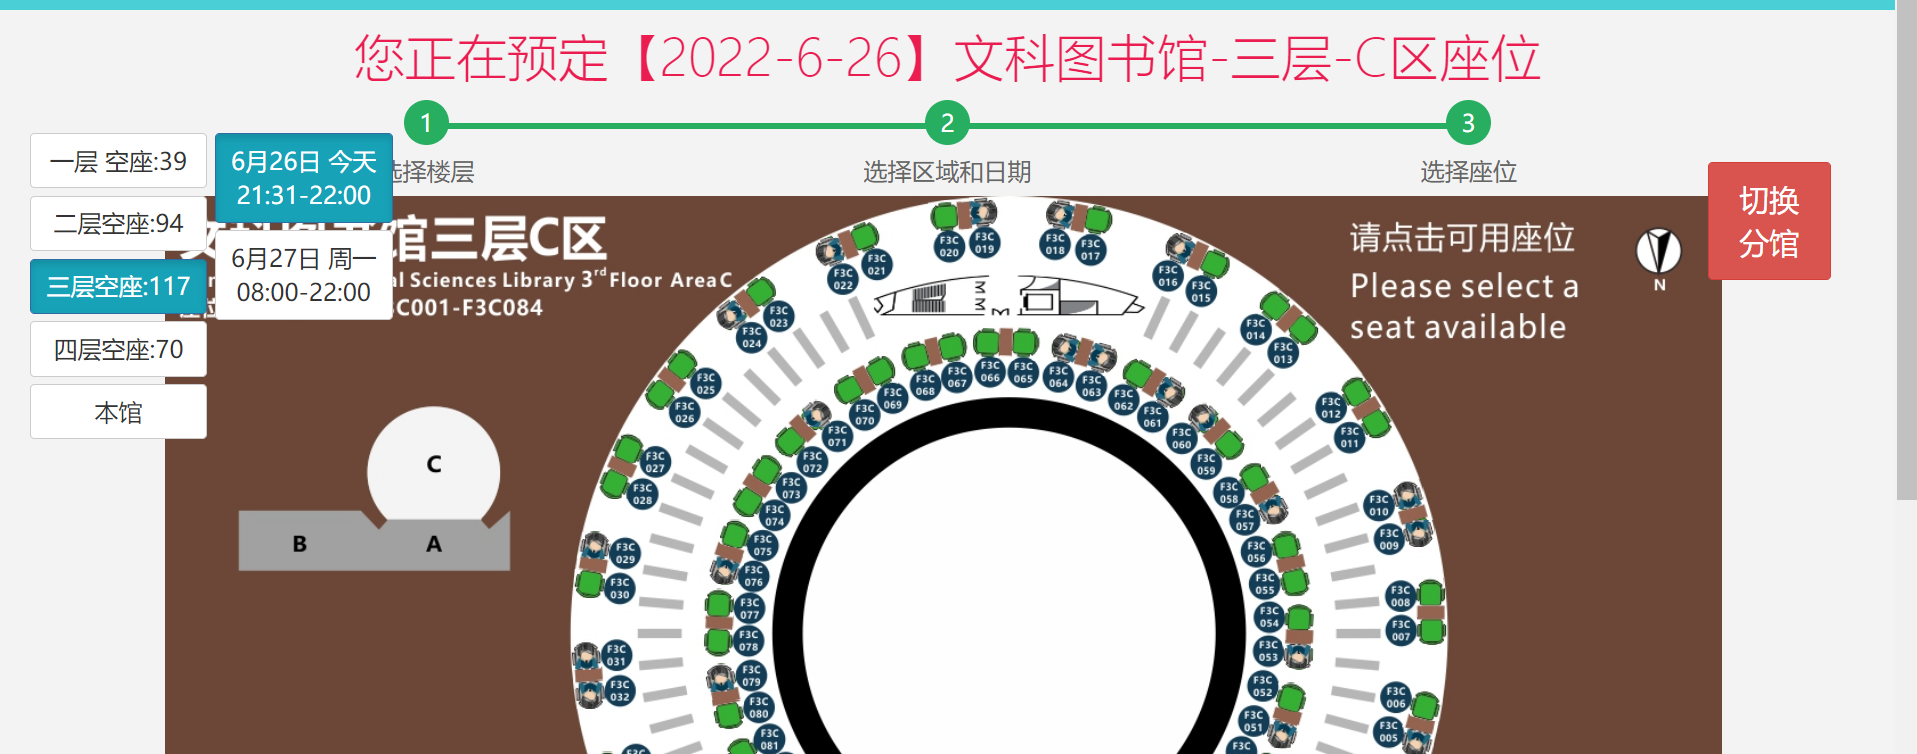 您正在预定【2022-6-26】文科图书馆-三层-C区座位
1
2
3
选择楼层
选择区域和日期
选择座位
一层 空座:39
二层空座:94
三层空座:117
四层空座:70
本馆
6月26日 今天
21:31-22:00
6月27日 周一
08:00-22:00
切换
分馆
馆三层C区
al Sciences Library 3rd Floor Area C
C001-F3C084
请点击可用座位
Please select a
seat available
N
C
B
A
F3C 020
F3C 019
F3C 018
F3C 017
F3C 022
F3C 021
F3C 016
F3C 015
F3C 023
F3C 024
F3C 014
F3C 013
F3C 025
F3C 026
F3C 012
F3C 011
F3C 027
F3C 028
F3C 010
F3C 009
F3C 029
F3C 030
F3C 008
F3C 007
F3C 031
F3C 032
F3C 006
F3C 005
F3C 066
F3C 065
F3C 064
F3C 063
F3C 068
F3C 067
F3C 062
F3C 061
F3C 070
F3C 069
F3C 060
F3C 059
F3C 071
F3C 072
F3C 058
F3C 057
F3C 073
F3C 074
F3C 056
F3C 055
F3C 075
F3C 076
F3C 054
F3C 053
F3C 077
F3C 078
F3C 052
F3C 051
F3C 079
F3C 080
F3C 081
F3C
F3C